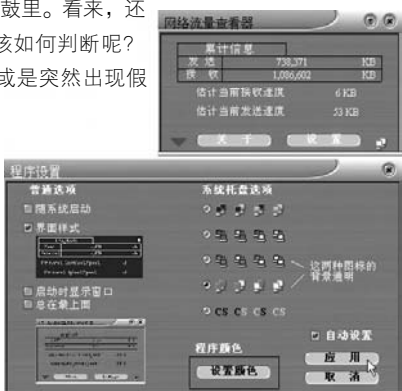 鼓里。看来，还
该如何判断呢？
或是突然出现假
网络流量查看器
累计信息
发 送 738,371 KB
接 收 1,086,602 KB
估计当前接收速度 6 KB
估计当前发送速度 53 KB
关 于 设 置
程序设置
普通选项
随系统启动
界面样式
启动时显示窗口
总在最上面
系统托盘选项
这两种图标的
背景透明
CS CS CS CS
程序颜色
设置颜色
自动设置
应 用
取 消